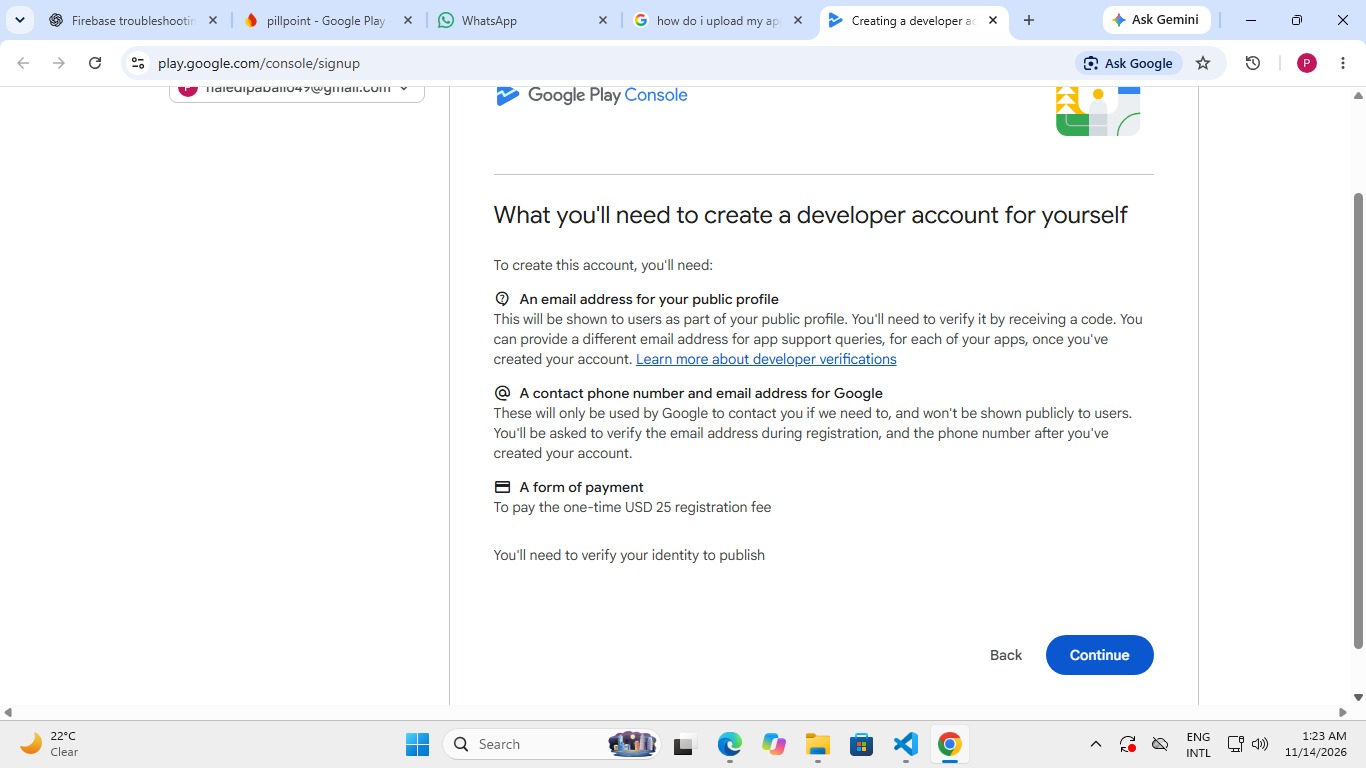 Firebase troubleshootin
pillpoint - Google Play
WhatsApp
how do i upload my ap
Creating a developer ac
Ask Gemini
play.google.com/console/signup
Ask Google
P
P
naledipaballo49@gmail.com
Google Play Console
What you'll need to create a developer account for yourself
To create this account, you'll need:
An email address for your public profile
This will be shown to users as part of your public profile. You'll need to verify it by receiving a code. You
can provide a different email address for app support queries, for each of your apps, once you've
created your account. Learn more about developer verifications
A contact phone number and email address for Google
These will only be used by Google to contact you if we need to, and won't be shown publicly to users.
You'll be asked to verify the email address during registration, and the phone number after you've
created your account.
A form of payment
To pay the one-time USD 25 registration fee
You'll need to verify your identity to publish
Back
Continue
22°C
Clear
Search
ENG
INTL
1:23 AM
11/14/2026